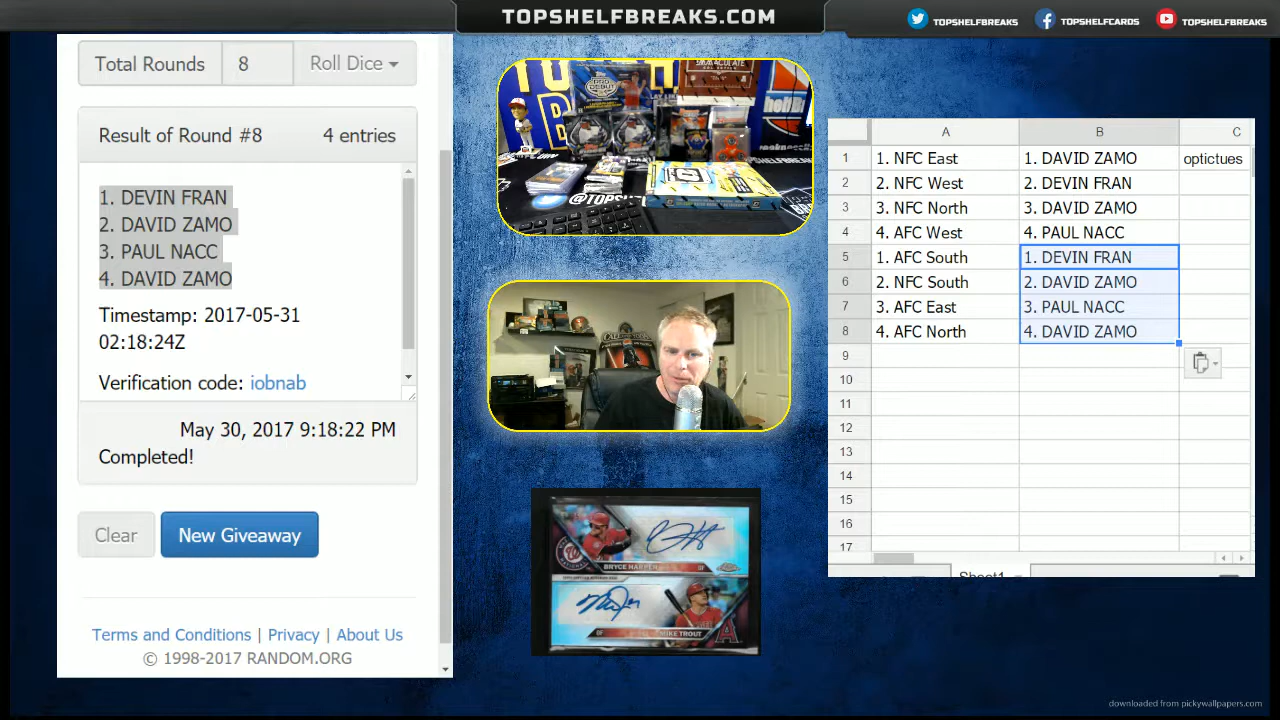 TOPSHELFBREAKS.COM
TOPSHELFBREAKS
TOPSHELFCARDS
TOPSHELFBREAKS
Total Rounds
8
Roll Dice
Result of Round #8
4 entries
1. DEVIN FRAN
2. DAVID ZAMO
3. PAUL NACC
4. DAVID ZAMO
Timestamp: 2017-05-31
02:18:24Z
Verification code: iobnab
May 30, 2017 9:18:22 PM
Completed!
Clear
New Giveaway
Terms and Conditions | Privacy | About Us
© 1998-2017 RANDOM.ORG
IMMACULATE
DEBUT
@TOPSHE
BRYCE HARPER
OF
OF
MIKE TROUT
A
B
C
1
1. NFC East
1. DAVID ZAMO
optictues
2
2. NFC West
2. DEVIN FRAN
3
3. NFC North
3. DAVID ZAMO
4
4. AFC West
4. PAUL NACC
5
1. AFC South
1. DEVIN FRAN
6
2. NFC South
2. DAVID ZAMO
7
3. AFC East
3. PAUL NACC
8
4. AFC North
4. DAVID ZAMO
9
10
11
12
13
14
15
16
17
Sheet1
downloaded from pickywallpapers.com